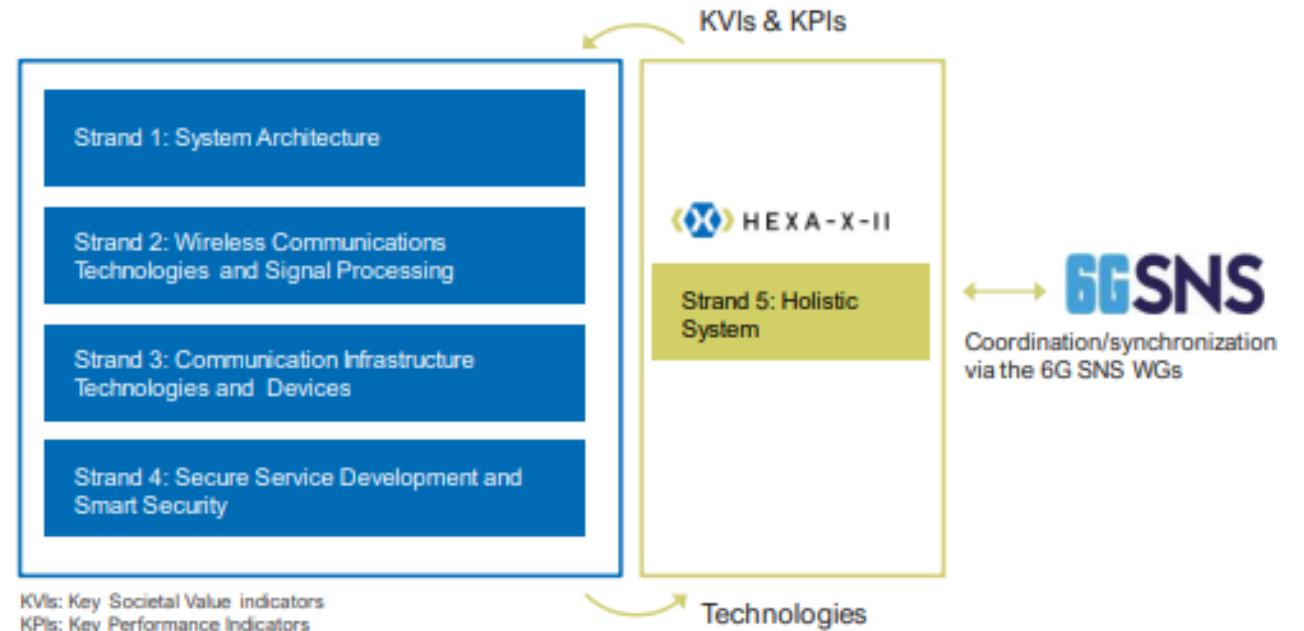 KVIs & KPIs
Strand 1: System Architecture
Strand 2: Wireless Communications
Technologies and Signal Processing
Strand 3: Communication Infrastructure
Technologies and Devices
Strand 4: Secure Service Development and
Smart Security
HEXA-X-II
Strand 5: Holistic
System
6GSNS
Coordination/synchronization
via the 6G SNS WGs
KVIs: Key Societal Value indicators
KPIs: Key Performance Indicators
Technologies